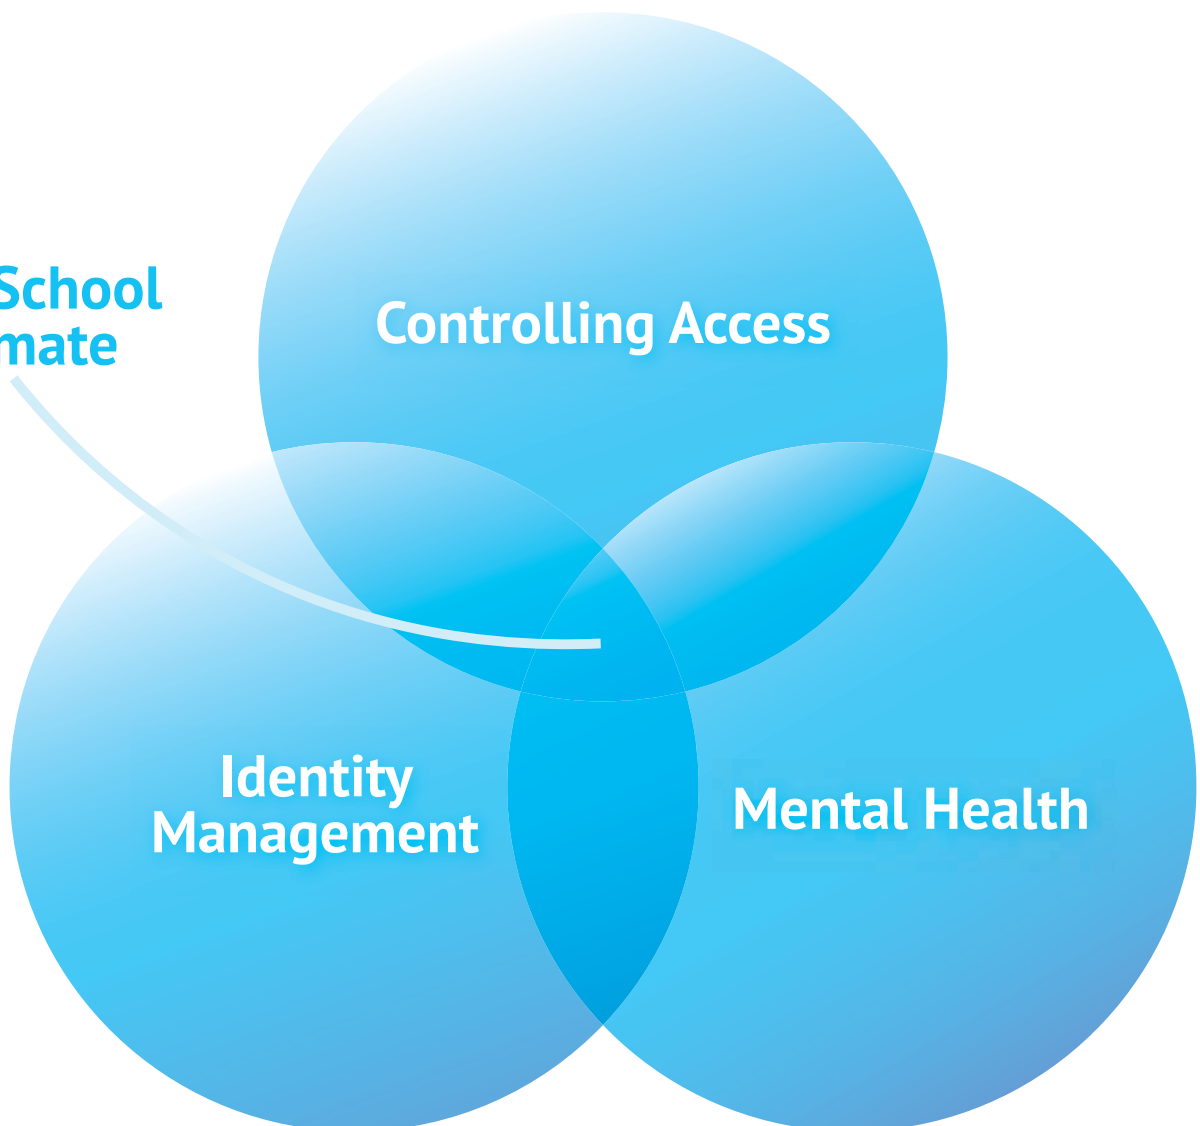 School
mate
Controlling Access
Identity
Management
Mental Health